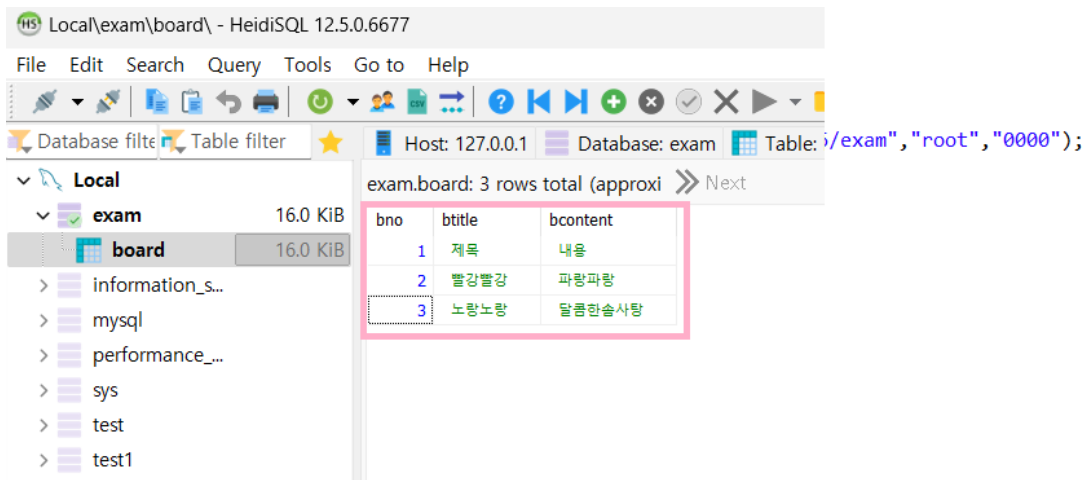 Local\exam\board\ - HeidiSQL 12.5.0.6677
File Edit Search Query Tools Go to Help
Database filte Table filter
Host: 127.0.0.1 Database: exam Table: /exam","root","0000");
Local
exam.board: 3 rows total (approxi Next
exam 16.0 KiB
board 16.0 KiB
information_s...
mysql
performance_...
sys
test
test1
bno btitle bcontent
1 제목 내용
2 빨강빨강 파랑파랑
3 노랑노랑 달콤한솜사탕